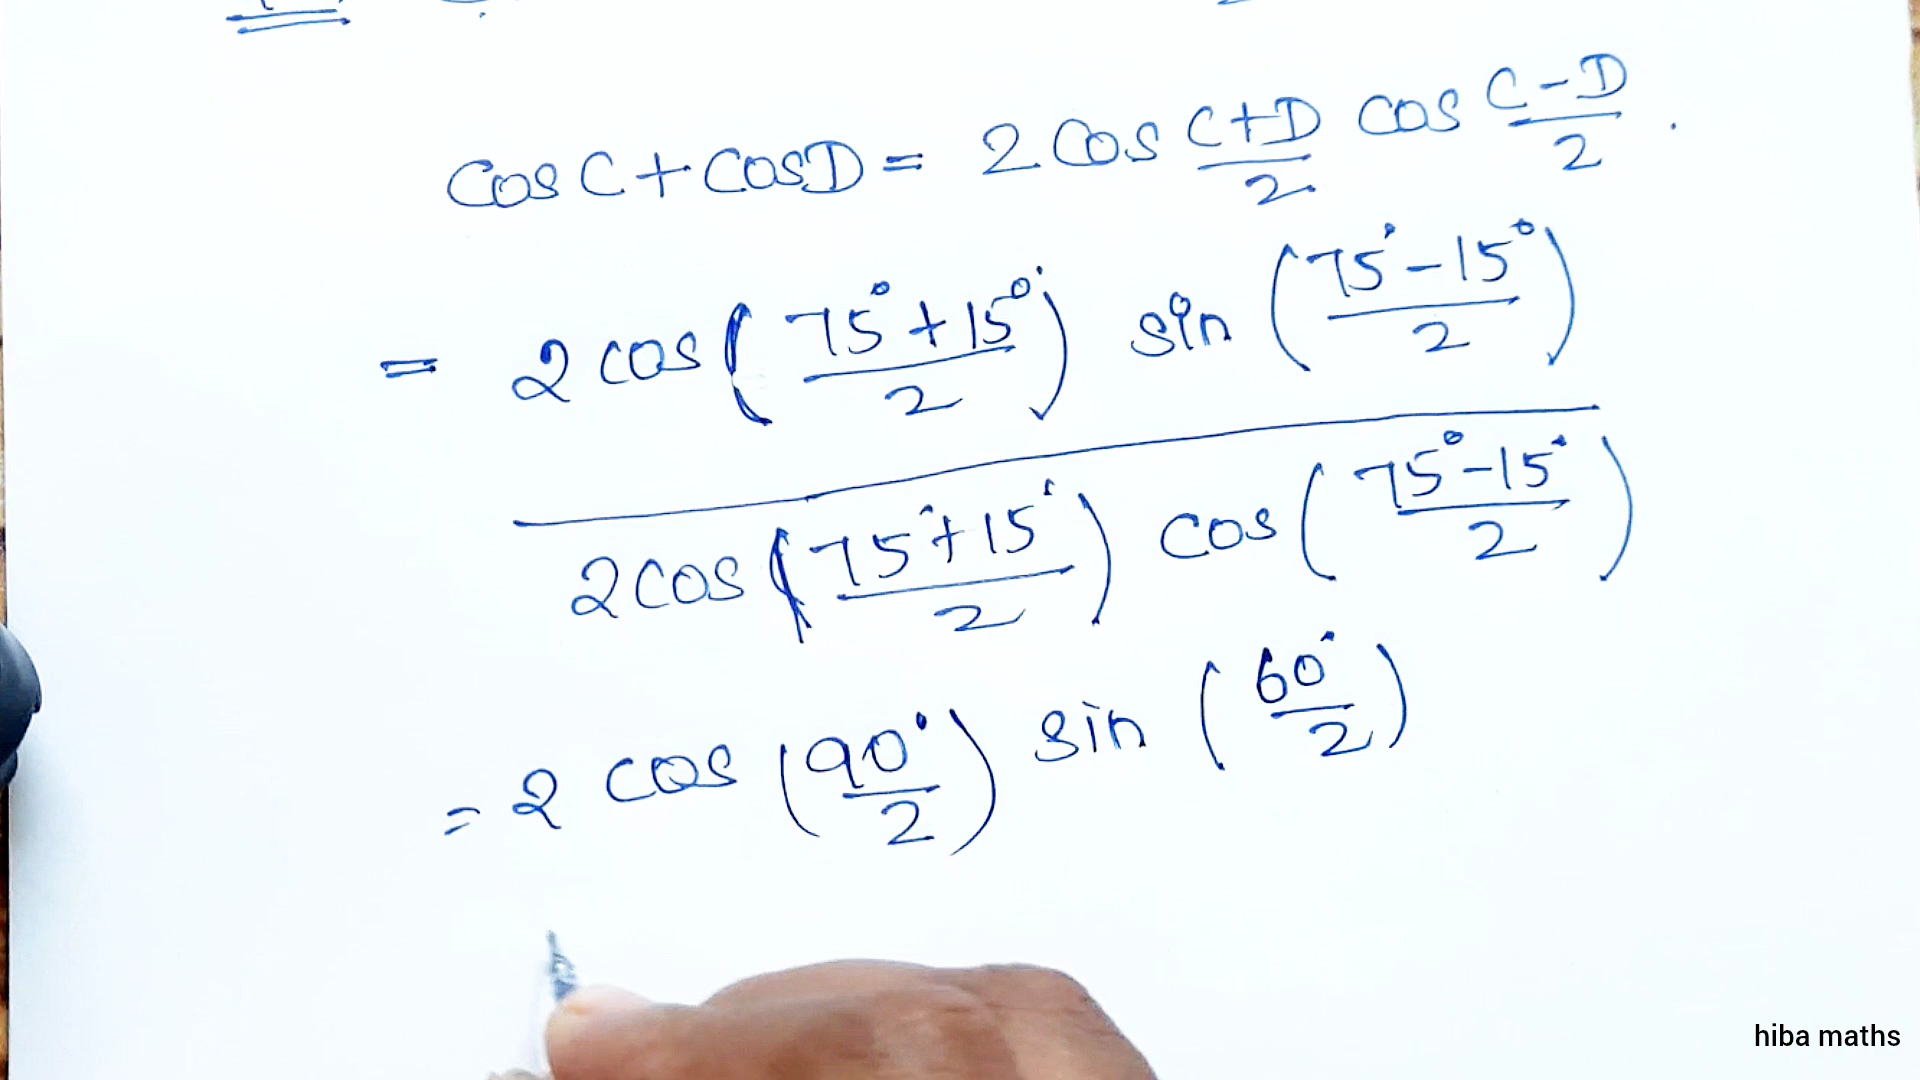 cos C + cos D = 2 cos C+D/2 cos C-D/2 .
= 2 cos (75° + 15°/2) sin (75° - 15°/2)
2 cos (75° + 15°/2) cos (75° - 15°/2)
= 2 cos (90°/2) sin (60°/2)
hiba maths